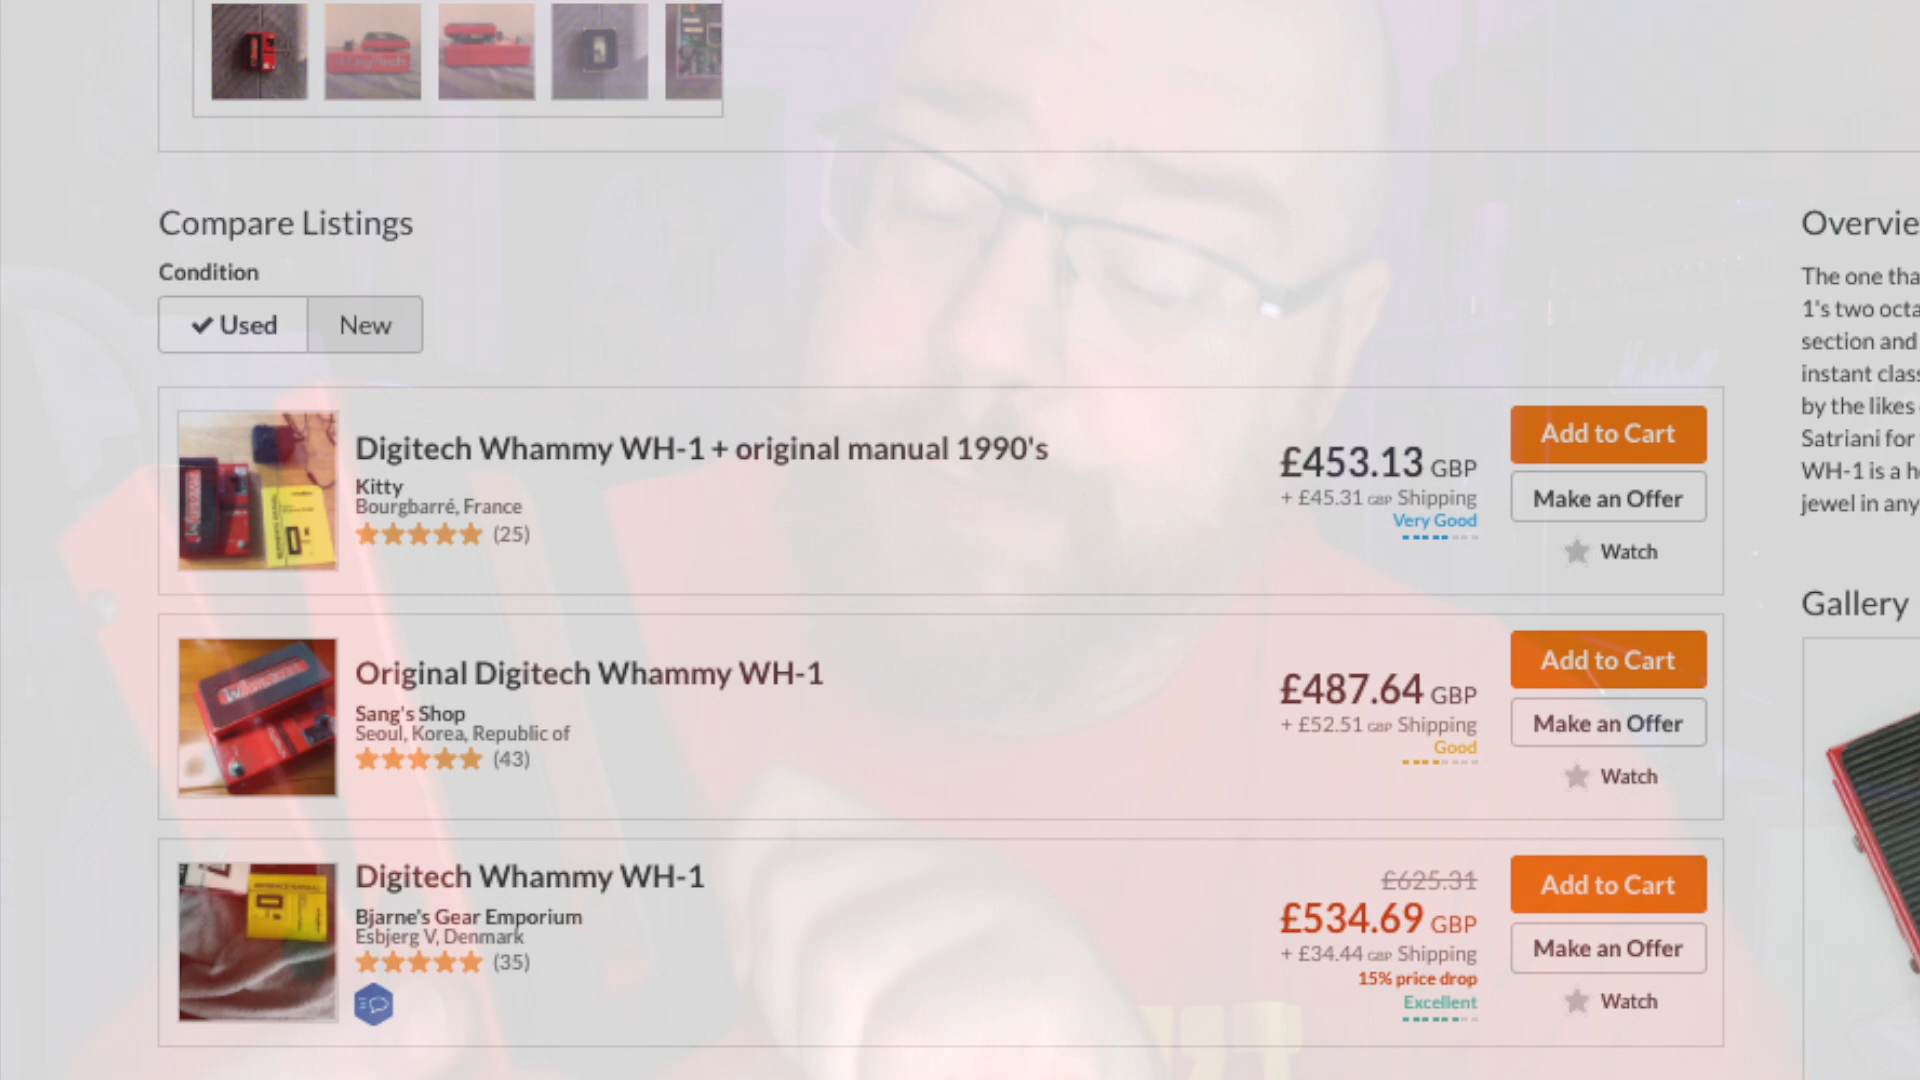 Compare Listings
Condition
Used
New
Digitech Whammy WH-1 + original manual 1990's
Kitty
Bourgbarré, France
(25)
£453.13 GBP
+ £45.31 GBP Shipping
Very Good
Add to Cart
Make an Offer
Watch
Original Digitech Whammy WH-1
Sang's Shop
Seoul, Korea, Republic of
(43)
£487.64 GBP
+ £52.51 GBP Shipping
Good
Add to Cart
Make an Offer
Watch
Digitech Whammy WH-1
Bjarne's Gear Emporium
Esbjerg V, Denmark
(35)
£625.31
£534.69 GBP
+ £34.44 GBP Shipping
15% price drop
Excellent
Add to Cart
Make an Offer
Watch
Overvie
The one tha
1's two octa
section and
instant class
by the likes
Satriani for
WH-1 is a h
jewel in any
Gallery